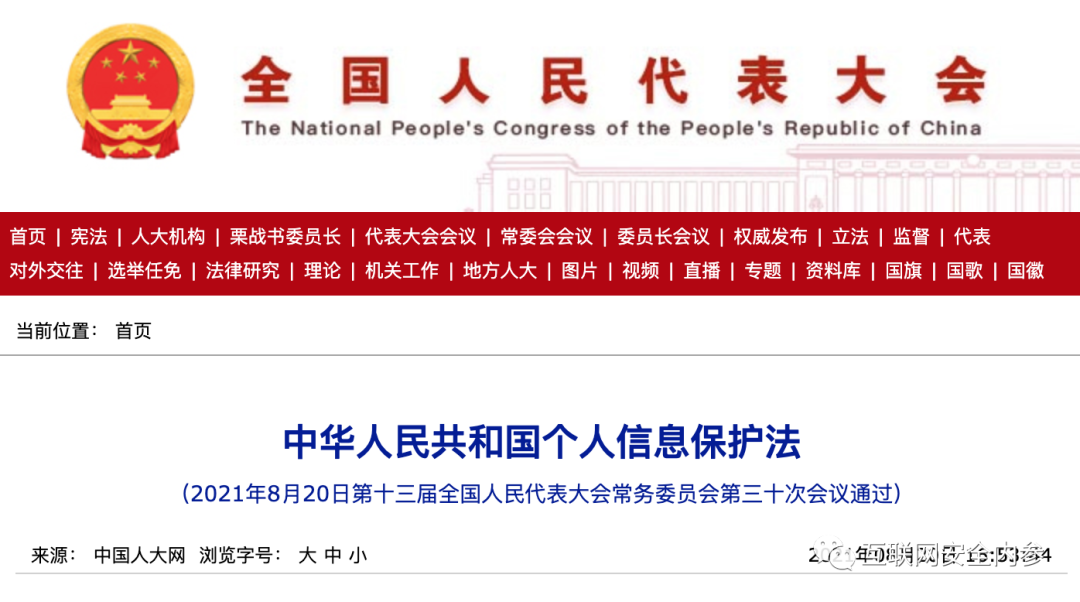 全国人民代表大会
The National People's Congress of the People's Republic of China
首页 | 宪法 | 人大机构 | 栗战书委员长 | 代表大会会议 | 常委会会议 | 委员长会议 | 权威发布 | 立法 | 监督 | 代表
对外交往 | 选举任免 | 法律研究 | 理论 | 机关工作 | 地方人大 | 图片 | 视频 | 直播 | 专题 | 资料库 | 国旗 | 国歌 | 国徽
当前位置: 首页
中华人民共和国个人信息保护法
(2021年8月20日第十三届全国人民代表大会常务委员会第三十次会议通过)
来源: 中国人大网 浏览字号: 大 中 小
互联网安全内参